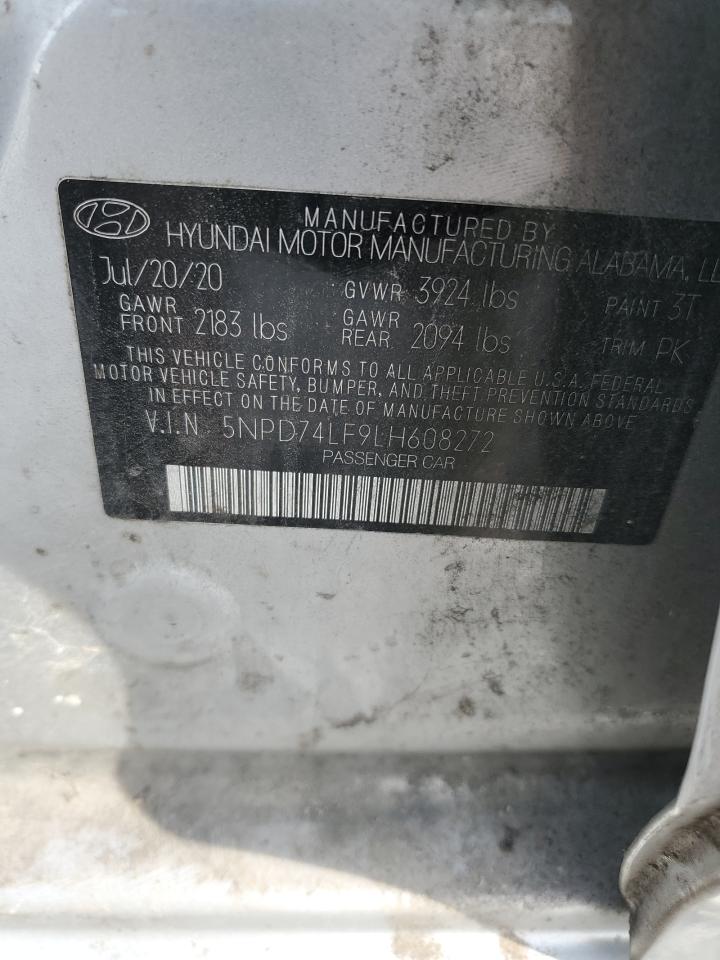 MANUFACTURED BY
HYUNDAI MOTOR MANUFACTURING ALABAMA, LL
Jul/20/20 GVWR 3924 lbs PAINT 3T
GAWR FRONT 2183 lbs GAWR REAR 2094 lbs TRIM PK
THIS VEHICLE CONFORMS TO ALL APPLICABLE U.S.A. FEDERAL
MOTOR VEHICLE SAFETY, BUMPER, AND THEFT PREVENTION STANDARDS
IN EFFECT ON THE DATE OF MANUFACTURE SHOWN ABOVE
V.I.N 5NPD74LF9LH608272
PASSENGER CAR